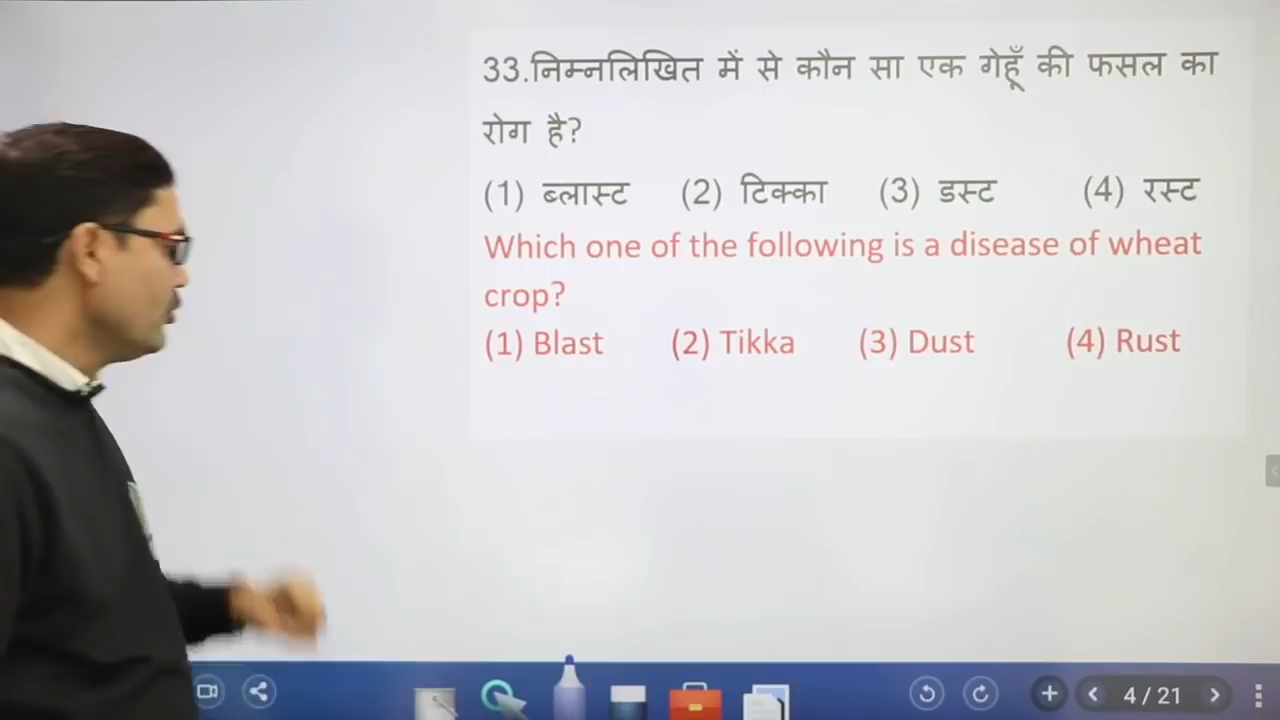 33.निम्नलिखित में से कौन सा एक गेहूँ की फसल का
रोग है?
(1) ब्लास्ट (2) टिक्का (3) डस्ट (4) रस्ट
Which one of the following is a disease of wheat
crop?
(1) Blast (2) Tikka (3) Dust (4) Rust
4 / 21